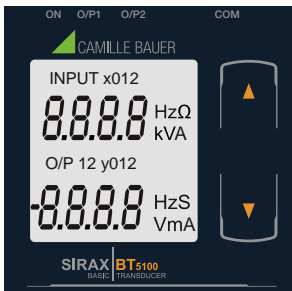 ON O/P1 O/P2 COM
CAMILLE BAUER
INPUT x012
8.8.8.8 HzΩ
kVA
O/P 12 y012
-8.8.8.8 HzS
VmA
SIRAX BT5100
BASIC TRANSDUCER